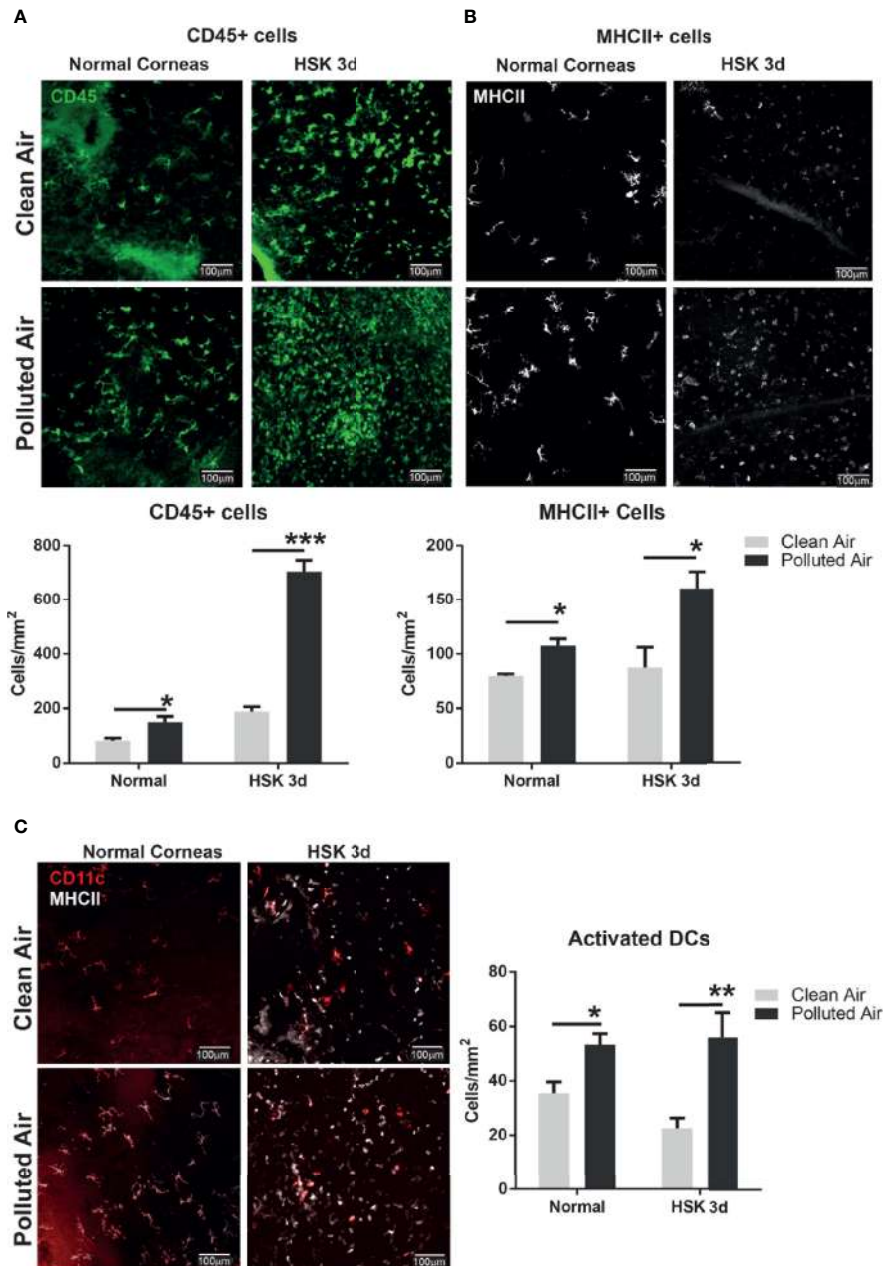 A
B
CD45+ cells
MHCII+ cells
Normal Corneas
HSK 3d
Normal Corneas
HSK 3d
CD45
MHCII
Clean Air
100µm
100µm
100µm
100µm
Polluted Air
100µm
100µm
100µm
100µm
CD45+ cells
800
600
400
200
0
Cells/mm²
*
***
Normal
HSK 3d
MHCII+ Cells
200
150
100
50
0
Cells/mm²
*
*
Normal
HSK 3d
Clean Air
Polluted Air
C
Normal Corneas
HSK 3d
CD11c
MHCII
Clean Air
100µm
100µm
Polluted Air
100µm
100µm
Activated DCs
80
60
40
20
0
Cells/mm²
*
**
Normal
HSK 3d
Clean Air
Polluted Air